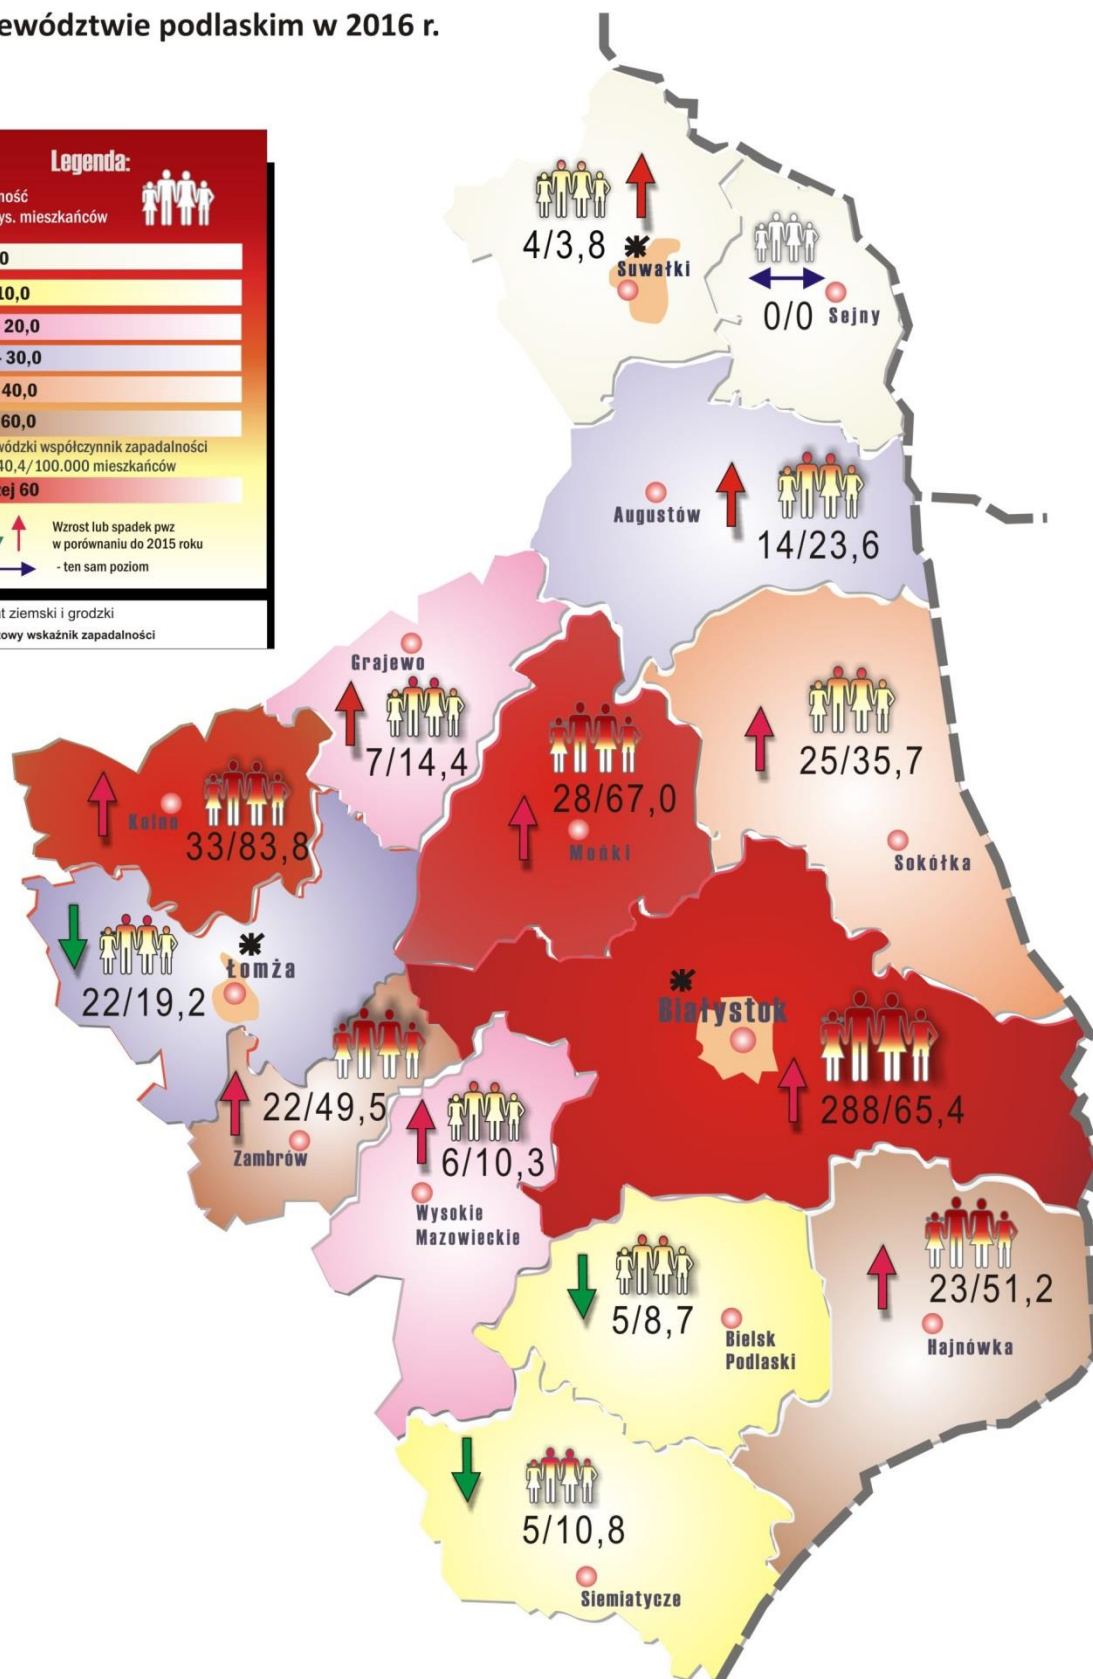 ewództwie podlaskim w 2016 r.
Legenda:
ność
ys. mieszkańców
0
10,0
20,0
- 30,0
40,0
60,0
wódzki współczynnik zapadalności
40,4/100.000 mieszkańców
ej 60
Wzrost lub spadek pwz
w porównaniu do 2015 roku
- ten sam poziom
t ziemski i grodzki
owy wskaźnik zapadalności
4/3,8
Suwałki
0/0
Sejny
Augustów
14/23,6
Grajewo
7/14,4
28/67,0
Mońki
25/35,7
Sokółka
Kolno
33/83,8
Łomża
22/19,2
Białystok
288/65,4
22/49,5
Zambrów
6/10,3
Wysokie
Mazowieckie
5/8,7
Bielsk
Podlaski
23/51,2
Hajnówka
5/10,8
Siemiatycze